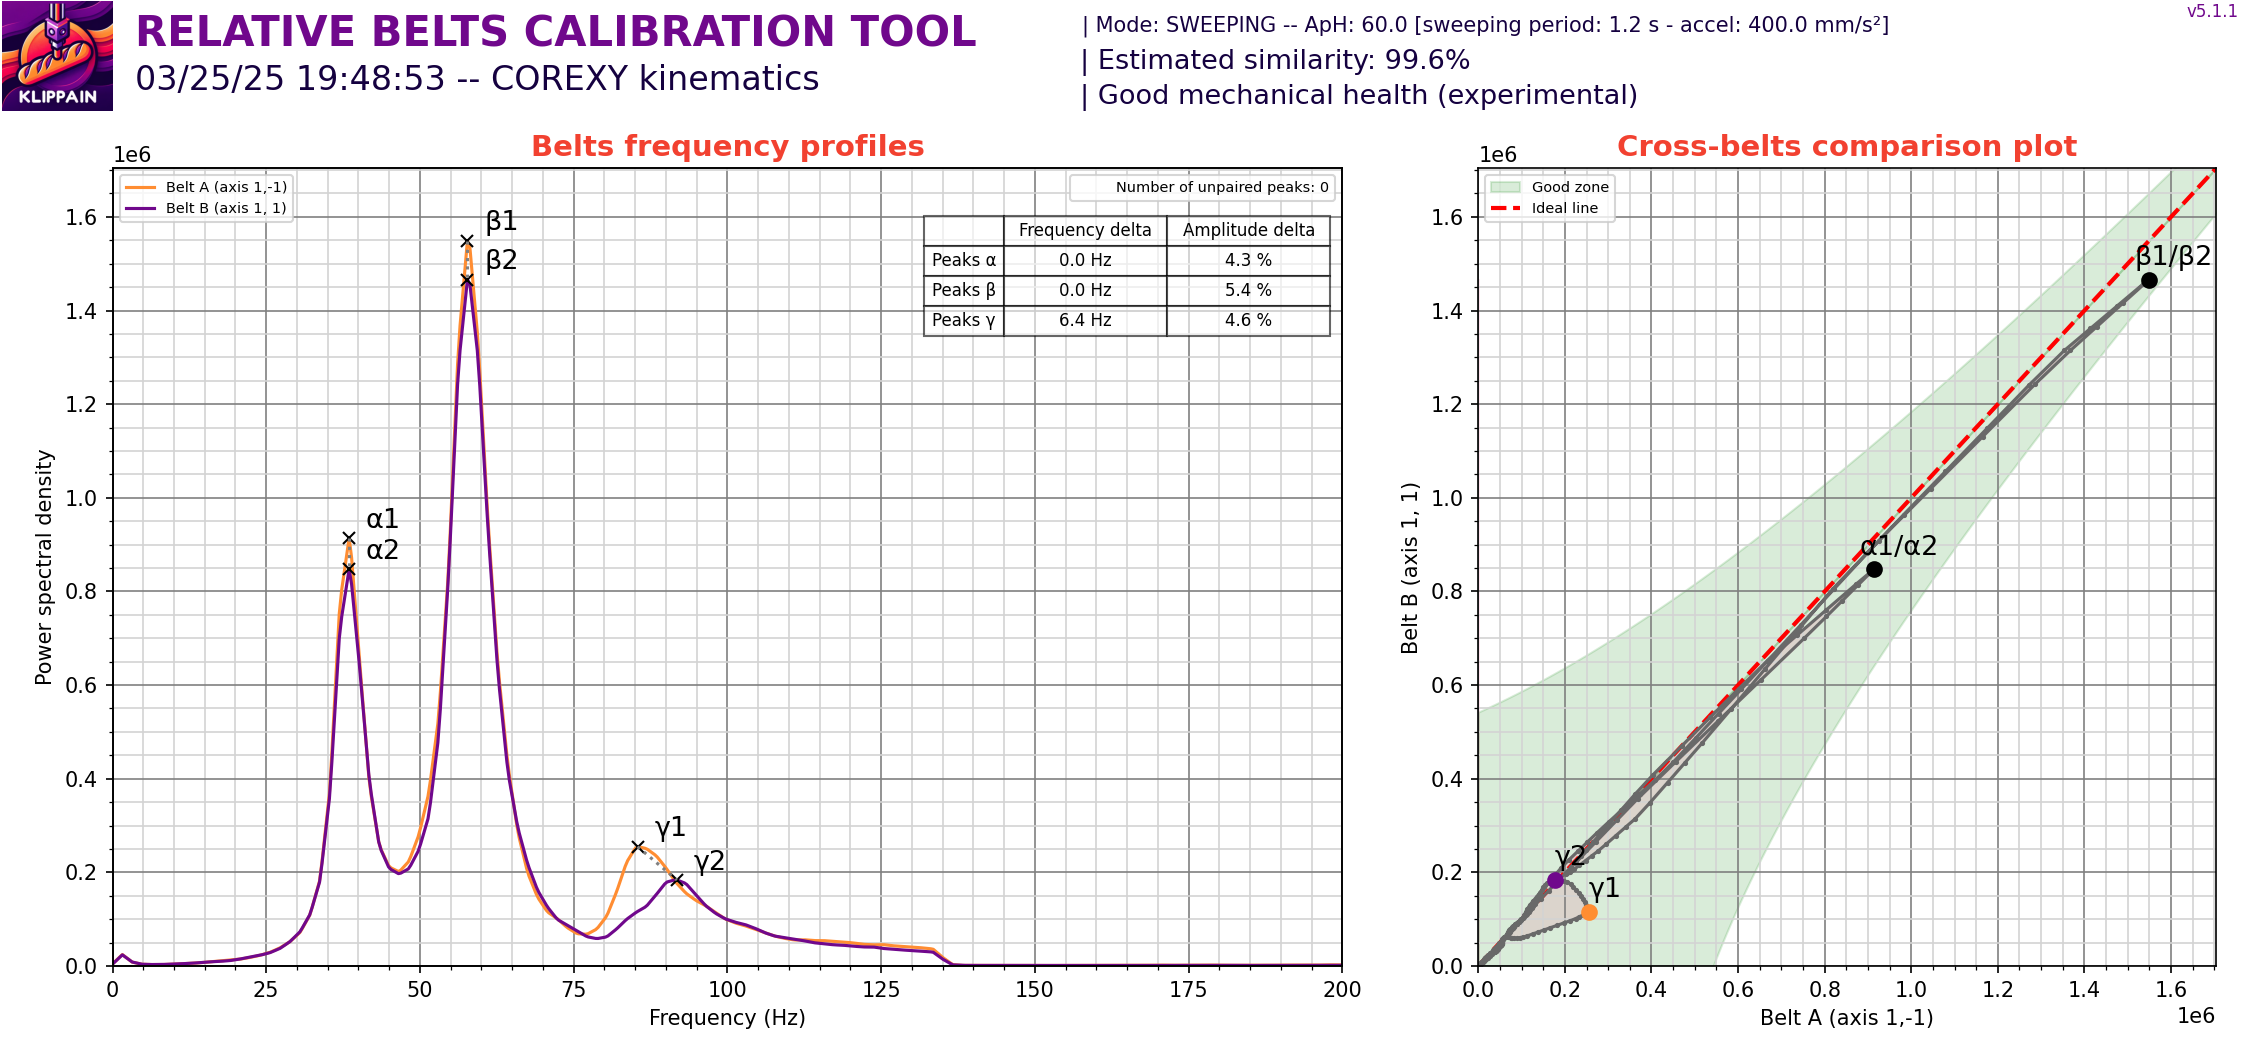 KLIPPAIN
RELATIVE BELTS CALIBRATION TOOL
03/25/25 19:48:53 -- COREXY kinematics
| Mode: SWEEPING -- ApH: 60.0 [sweeping period: 1.2 s - accel: 400.0 mm/s²]
| Estimated similarity: 99.6%
| Good mechanical health (experimental)
v5.1.1
Belts frequency profiles
1e6
Belt A (axis 1,-1)
Belt B (axis 1, 1)
Number of unpaired peaks: 0
Frequency delta Amplitude delta
Peaks α 0.0 Hz 4.3 %
Peaks β 0.0 Hz 5.4 %
Peaks γ 6.4 Hz 4.6 %
β1
β2
α1
α2
γ1
γ2
1.6
1.4
1.2
1.0
0.8
0.6
0.4
0.2
0.0
Power spectral density
0 25 50 75 100 125 150 175 200
Frequency (Hz)
Cross-belts comparison plot
1e6
Good zone
Ideal line
β1/β2
α1/α2
γ2
γ1
1.6
1.4
1.2
1.0
0.8
0.6
0.4
0.2
0.0
Belt B (axis 1, 1)
0.0 0.2 0.4 0.6 0.8 1.0 1.2 1.4 1.6
Belt A (axis 1,-1)
1e6